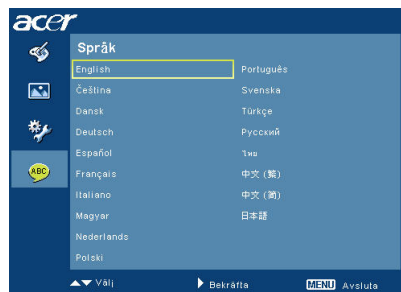 acer
Språk
English
Português
Čeština
Svenska
Dansk
Türkçe
Deutsch
Русский
Español
ไทย
ABC
Français
中文 (繁)
Italiano
中文 (简)
Magyar
日本語
Nederlands
Polski
Välj
Bekräfta
MENU Avsluta